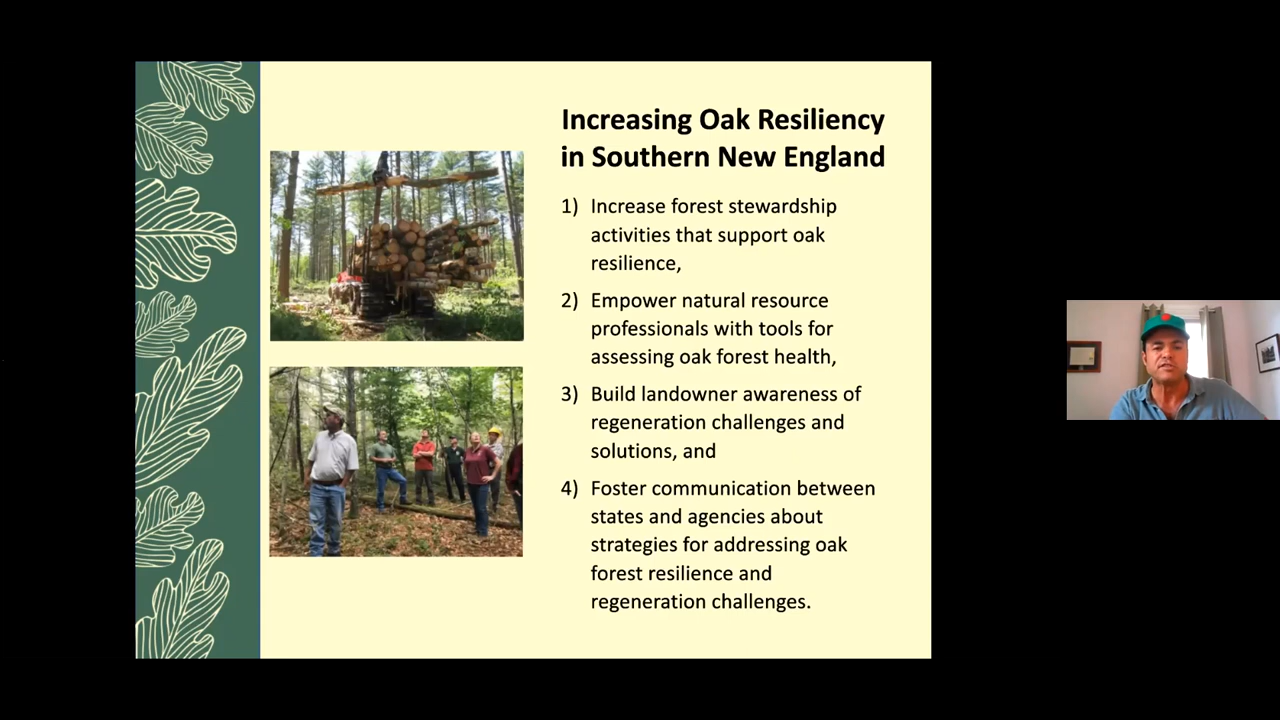 Increasing Oak Resiliency
in Southern New England
1) Increase forest stewardship
activities that support oak
resilience,
2) Empower natural resource
professionals with tools for
assessing oak forest health,
3) Build landowner awareness of
regeneration challenges and
solutions, and
4) Foster communication between
states and agencies about
strategies for addressing oak
forest resilience and
regeneration challenges.